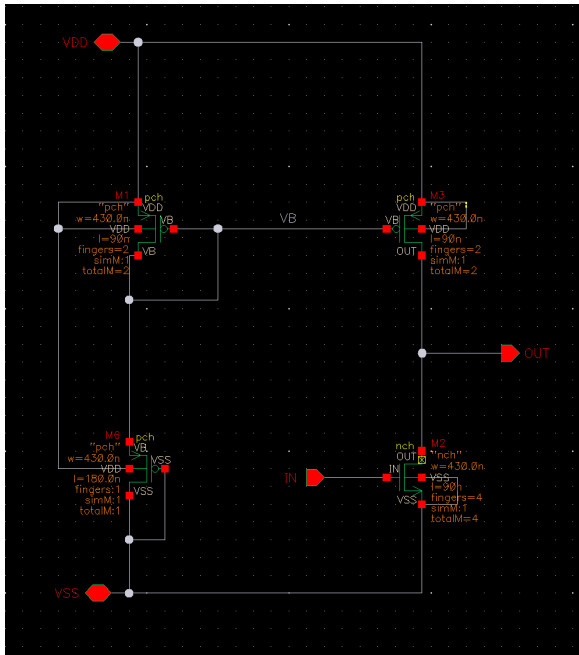 VDD
M1
pch
"pch"
VDD
w=430.0n
VB
VDD
l=90n
VB
fingers=2
simM:1
totalM=2
VB
M3
pch
"pch"
VDD
w=430.0n
VB
VDD
l=90n
OUT
fingers=2
simM:1
totalM=2
OUT
M6
pch
"pch"
VB
w=430.0n
VSS
VDD
l=180.0n
VSS
fingers:1
simM:1
totalM:1
IN
M2
nch
"nch"
OUT
w=430.0n
IN
VSS
l=90n
VSS
fingers=4
simM:1
totalM=4
VSS